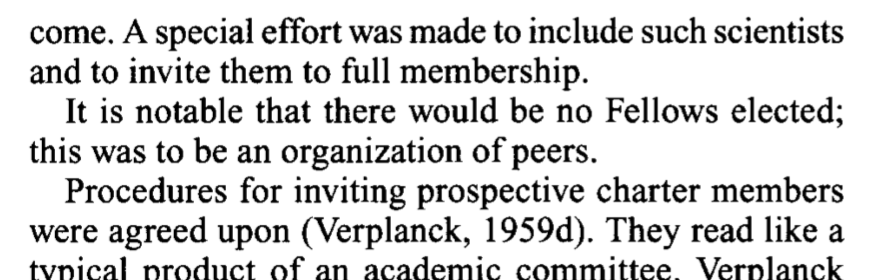 come. A special effort was made to include such scientists
and to invite them to full membership.
It is notable that there would be no Fellows elected;
this was to be an organization of peers.
Procedures for inviting prospective charter members
were agreed upon (Verplanck, 1959d). They read like a
typical product of an academic committee. Verplanck